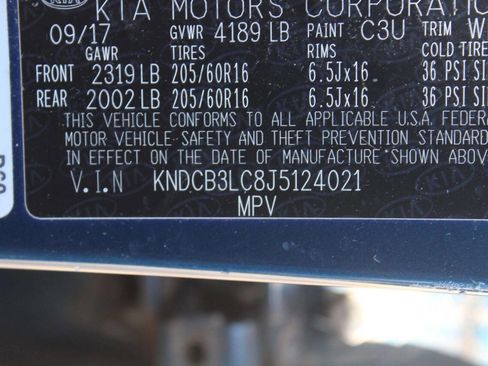 KIA MOTORS CORPORATION
09/17 GVWR 4189 LB PAINT C3U TRIM W
GAWR TIRES RIMS COLD TIRE
FRONT 2319 LB 205/60R16 6.5Jx16 36 PSI SI
REAR 2002 LB 205/60R16 6.5Jx16 36 PSI SI
THIS VEHICLE CONFORMS TO ALL APPLICABLE U.S.A. FEDER
MOTOR VEHICLE SAFETY AND THEFT PREVENTION STANDARD
IN EFFECT ON THE DATE OF MANUFACTURE SHOWN ABOV
V.I.N KNDCB3LC8J5124021
MPV